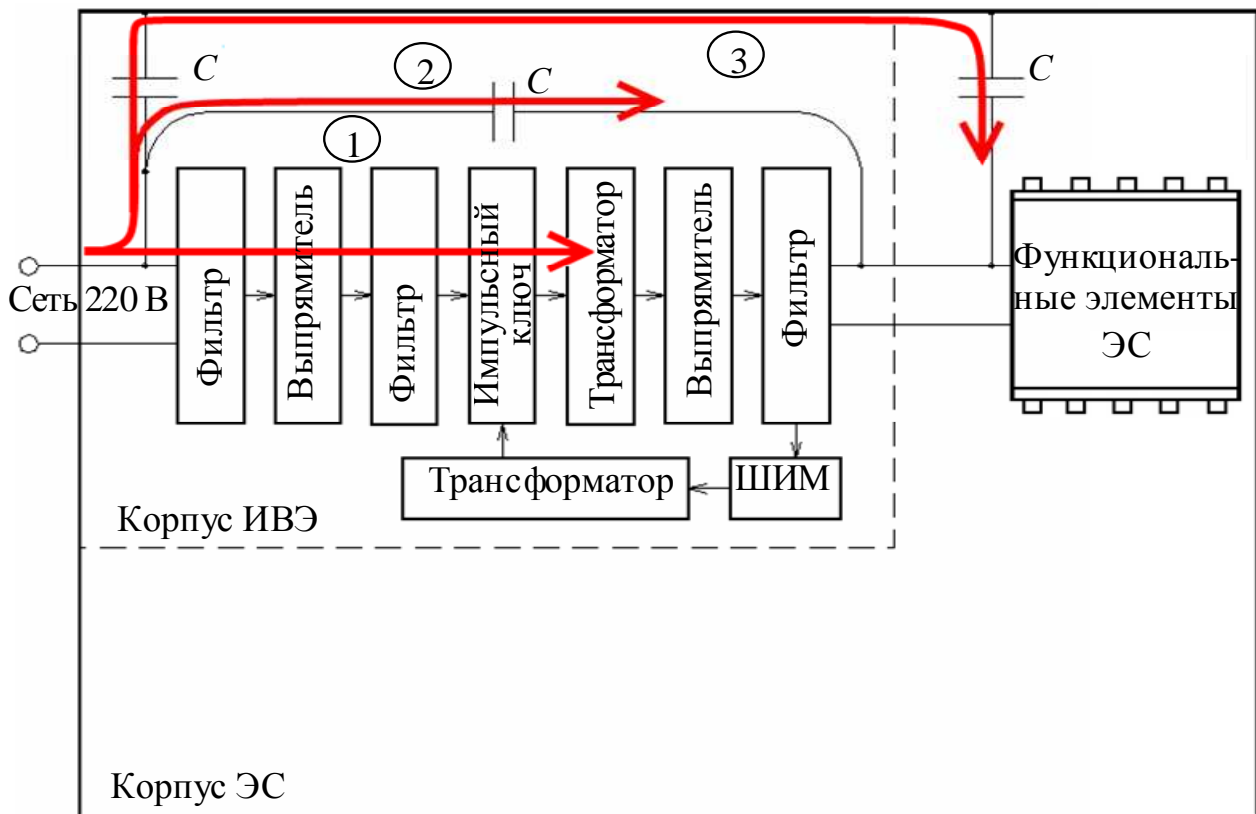 C
2
C
3
C
1
Сеть 220 В
Фильтр
Выпрямитель
Фильтр
Импульсный
ключ
Трансформатор
Выпрямитель
Фильтр
Функциональ-
ные элементы
ЭС
Трансформатор
ШИМ
Корпус ИВЭ
Корпус ЭС